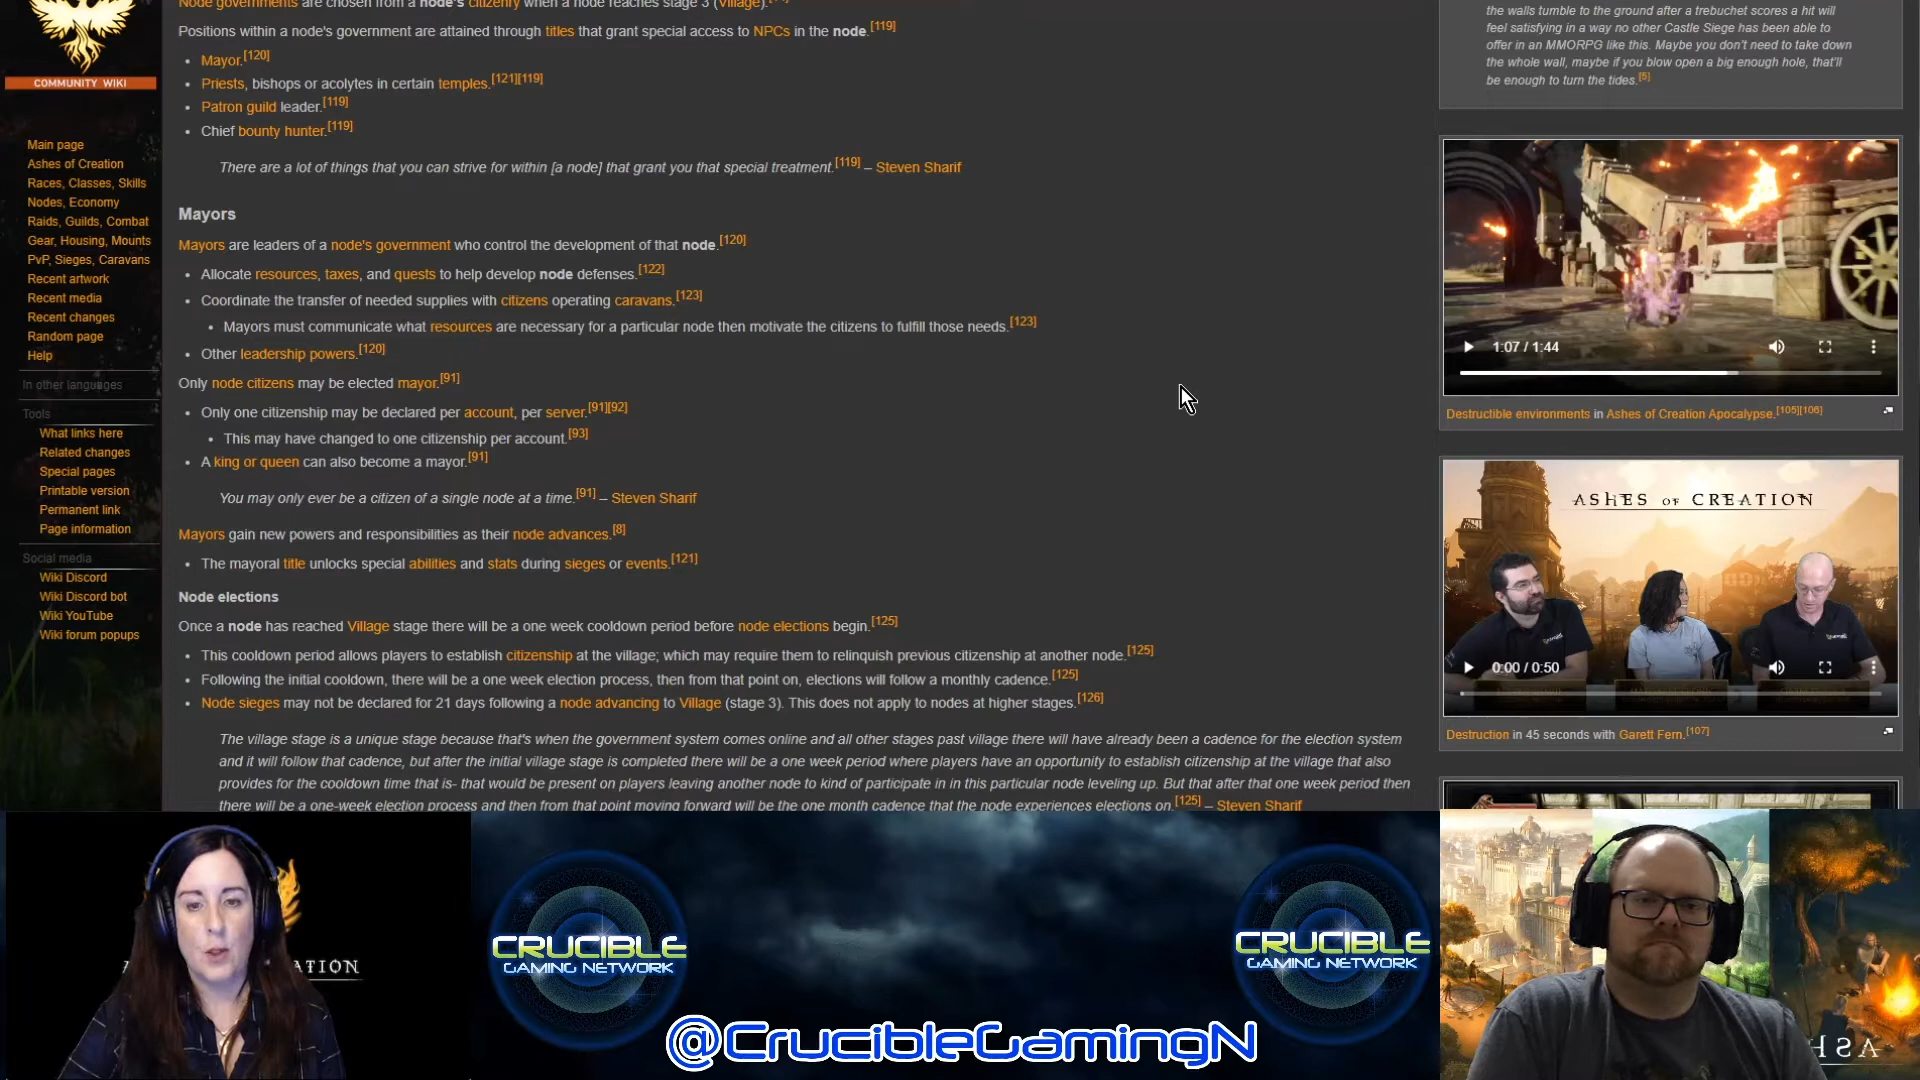 Node governments are chosen from a node's citizenry when a node reaches stage 3 (Village).
Positions within a node's government are attained through titles that grant special access to NPCs in the node.[119]
• Mayor.[120]
• Priests, bishops or acolytes in certain temples.[121][119]
• Patron guild leader.[119]
• Chief bounty hunter.[119]
There are a lot of things that you can strive for within [a node] that grant you that special treatment.[119] – Steven Sharif
Mayors
Mayors are leaders of a node's government who control the development of that node.[120]
• Allocate resources, taxes, and quests to help develop node defenses.[122]
• Coordinate the transfer of needed supplies with citizens operating caravans.[123]
• Mayors must communicate what resources are necessary for a particular node then motivate the citizens to fulfill those needs.[123]
• Other leadership powers.[120]
Only node citizens may be elected mayor.[91]
• Only one citizenship may be declared per account, per server.[91][92]
• This may have changed to one citizenship per account.[93]
• A king or queen can also become a mayor.[91]
You may only ever be a citizen of a single node at a time.[91] – Steven Sharif
Mayors gain new powers and responsibilities as their node advances.[8]
• The mayoral title unlocks special abilities and stats during sieges or events.[121]
Node elections
Once a node has reached Village stage there will be a one week cooldown period before node elections begin.[125]
• This cooldown period allows players to establish citizenship at the village; which may require them to relinquish previous citizenship at another node.[125]
• Following the initial cooldown, there will be a one week election process, then from that point on, elections will follow a monthly cadence.[125]
• Node sieges may not be declared for 21 days following a node advancing to Village (stage 3). This does not apply to nodes at higher stages.[126]
The village stage is a unique stage because that's when the government system comes online and all other stages past village there will have already been a cadence for the election system
and it will follow that cadence, but after the initial village stage is completed there will be a one week period where players have an opportunity to establish citizenship at the village that also
provides for the cooldown time that is- that would be present on players leaving another node to kind of participate in in this particular node leveling up. But that after that one week period then
there will be a one-week election process and then from that point moving forward will be the one month cadence that the node experiences elections on.[125] – Steven Sharif
COMMUNITY WIKI
Main page
Ashes of Creation
Races, Classes, Skills
Nodes, Economy
Raids, Guilds, Combat
Gear, Housing, Mounts
PvP, Sieges, Caravans
Recent artwork
Recent media
Recent changes
Random page
Help
In other languages
Tools
What links here
Related changes
Special pages
Printable version
Permanent link
Page information
Social media
Wiki Discord
Wiki Discord bot
Wiki YouTube
Wiki forum popups
the walls tumble to the ground after a trebuchet scores a hit will
feel satisfying in a way no other Castle Siege has been able to
offer in an MMORPG like this. Maybe you don't need to take down
the whole wall, maybe if you blow open a big enough hole, that'll
be enough to turn the tides.[5]
1:07 / 1:44
Destructible environments in Ashes of Creation Apocalypse.[105][106]
ASHES OF CREATION
0:00 / 0:50
Destruction in 45 seconds with Garett Fern.[107]
CRUCIBLE
GAMING NETWORK
CRUCIBLE
GAMING NETWORK
@CrucibleGamingN